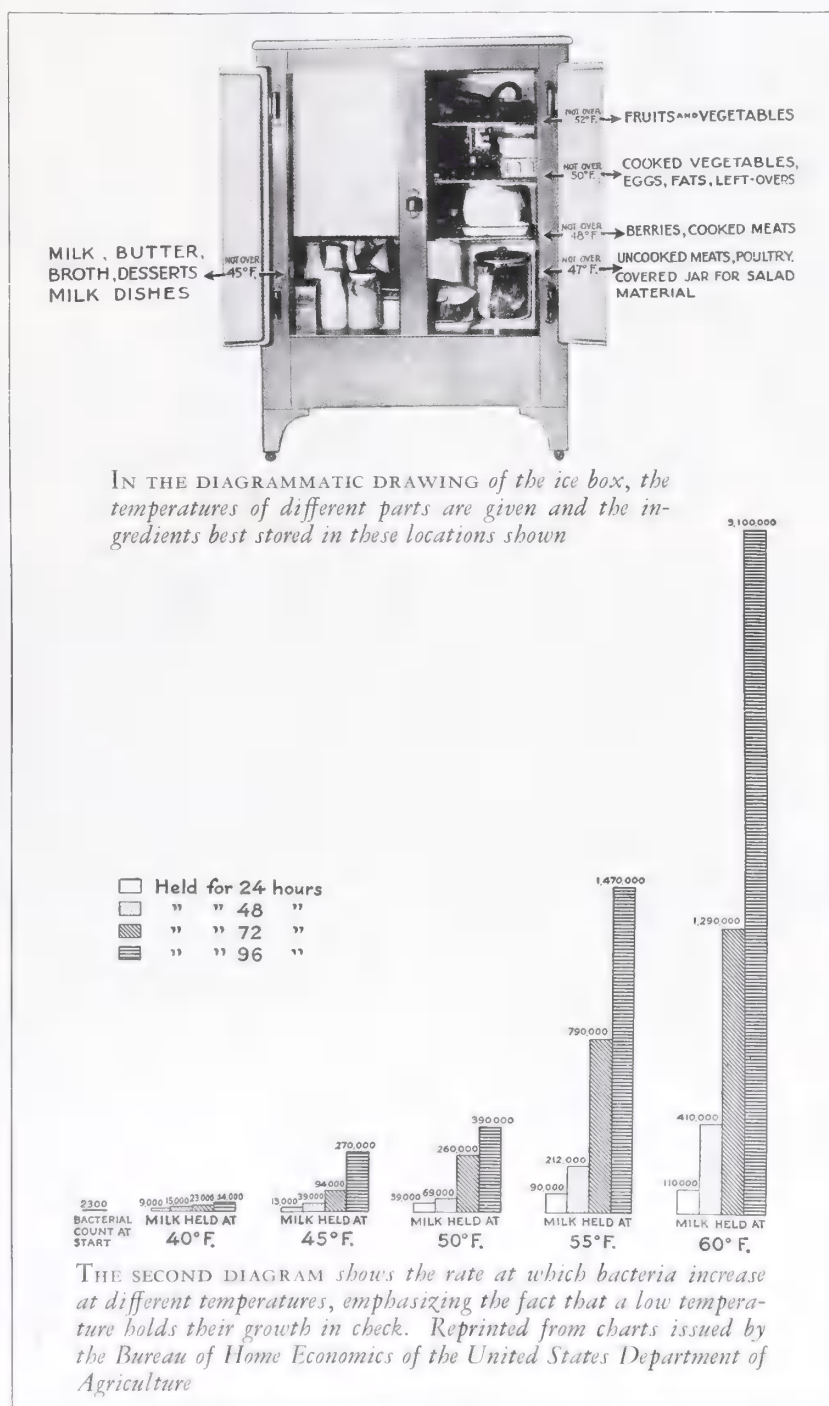 NOT OVER
52°F.
FRUITS AND VEGETABLES
NOT OVER
50°F.
COOKED VEGETABLES,
EGGS, FATS, LEFT-OVERS
NOT OVER
48°F.
BERRIES, COOKED MEATS
NOT OVER
47°F.
UNCOOKED MEATS, POULTRY.
COVERED JAR FOR SALAD
MATERIAL
MILK, BUTTER,
BROTH, DESSERTS
MILK DISHES
NOT OVER
45°F.
IN THE DIAGRAMMATIC DRAWING of the ice box, the
temperatures of different parts are given and the in-
gredients best stored in these locations shown
Held for 24 hours
" " 48 "
" " 72 "
" " 96 "
2300
BACTERIAL
COUNT AT
START
9,000 15,000 23,000 34,000
MILK HELD AT
40°F.
13,000 39,000 94000 270,000
MILK HELD AT
45°F.
39,000 69,000 260,000 390000
MILK HELD AT
50°F.
90,000 212,000 790,000 1,470,000
MILK HELD AT
55°F.
110,000 410,000 1,290,000 3,100,000
MILK HELD AT
60°F.
THE SECOND DIAGRAM shows the rate at which bacteria increase
at different temperatures, emphasizing the fact that a low tempera-
ture holds their growth in check. Reprinted from charts issued by
the Bureau of Home Economics of the United States Department of
Agriculture